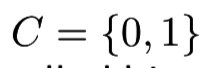 C = {0, 1}